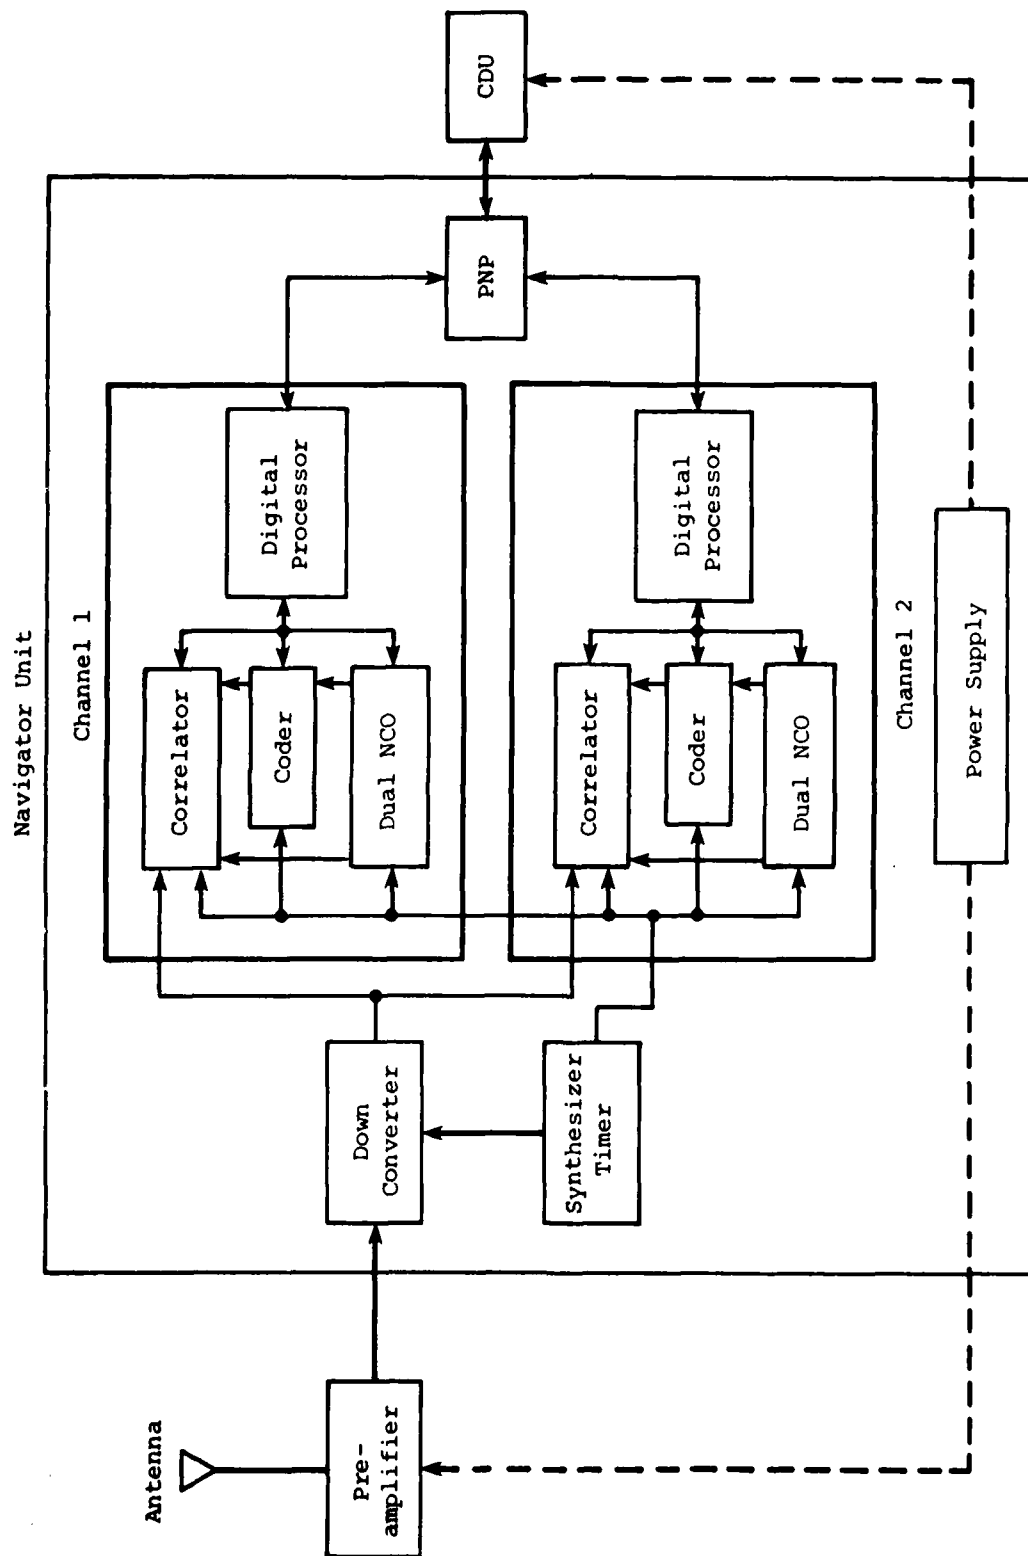 Navigator Unit
Channel 1
Antenna
Pre-
amplifier
Down
Converter
Synthesizer
Timer
Correlator
Coder
Dual NCO
Digital
Processor
Correlator
Coder
Dual NCO
Digital
Processor
PNP
CDU
Channel 2
Power Supply